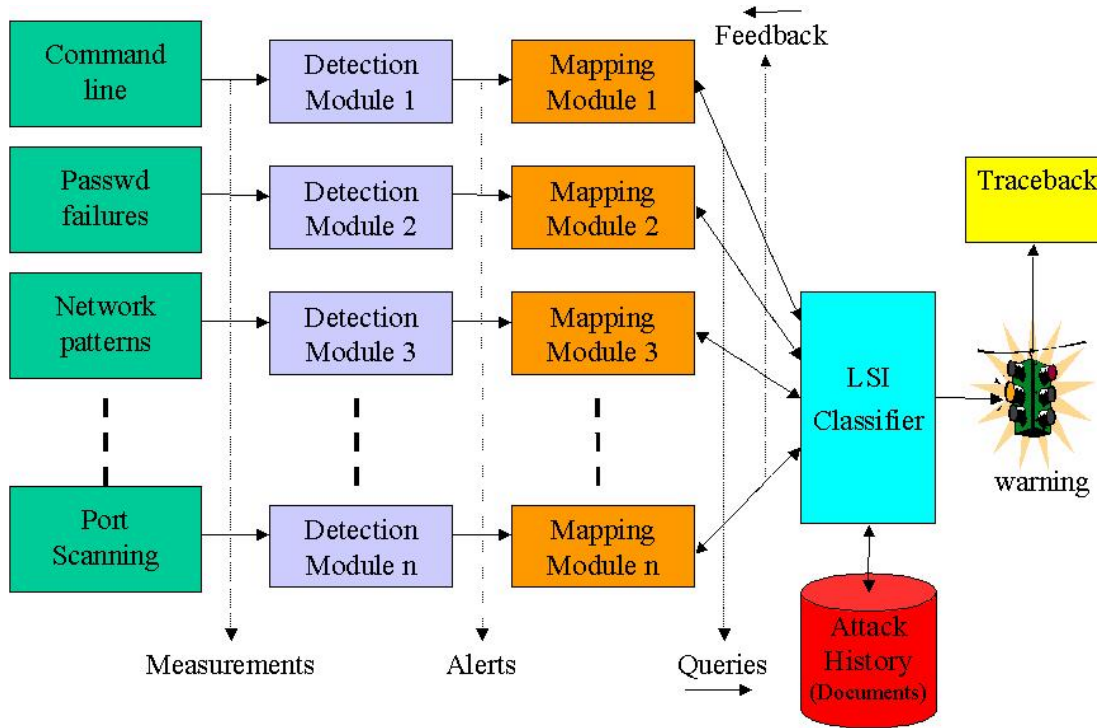 Command
line
Detection
Module 1
Mapping
Module 1
Feedback
Passwd
failures
Detection
Module 2
Mapping
Module 2
Traceback
Network
patterns
Detection
Module 3
Mapping
Module 3
LSI
Classifier
warning
Port
Scanning
Detection
Module n
Mapping
Module n
Measurements
Alerts
Queries
Attack
History
(Documents)